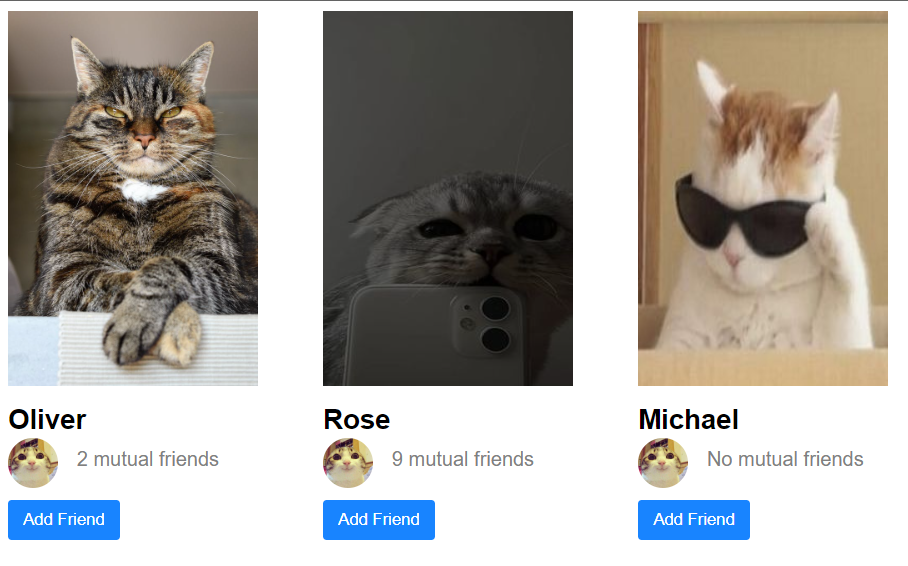 Oliver
2 mutual friends
Add Friend
Rose
9 mutual friends
Add Friend
Michael
No mutual friends
Add Friend